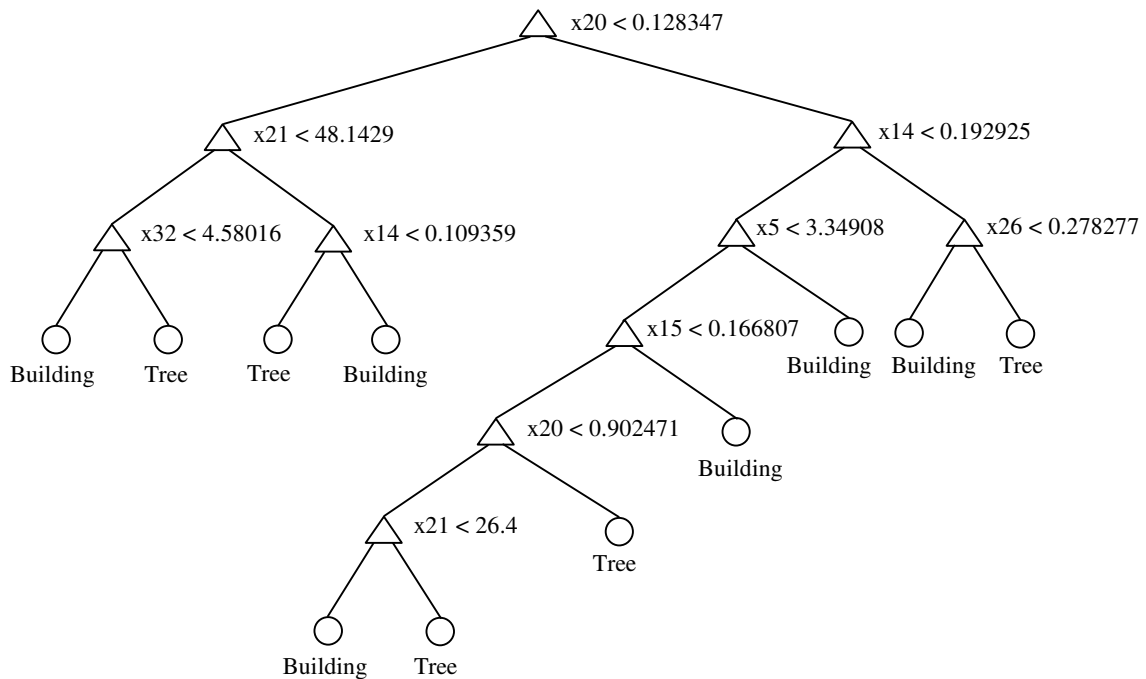 x20 < 0.128347
x21 < 48.1429
x14 < 0.192925
x32 < 4.58016
x14 < 0.109359
x5 < 3.34908
x26 < 0.278277
x15 < 0.166807
Building
Tree
Tree
Building
Building
Building
Tree
x20 < 0.902471
Building
x21 < 26.4
Tree
Building
Tree